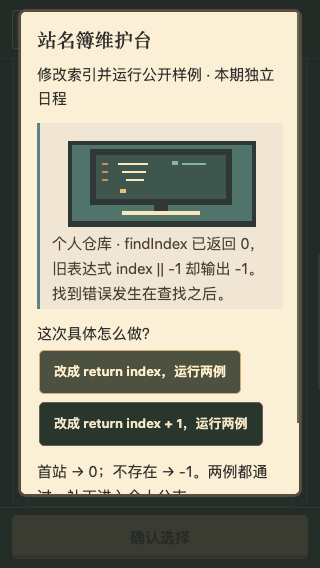 站名簿维护台
修改索引并运行公开样例 · 本期独立
日程
个人仓库 · findIndex 已返回 0，
旧表达式 index || -1 却输出 -1。
找到错误发生在查找之后。
这次具体怎么做?
改成 return index，运行两例
改成 return index + 1，运行两例
首站 → 0；不存在 → -1。两例都通
确认选择